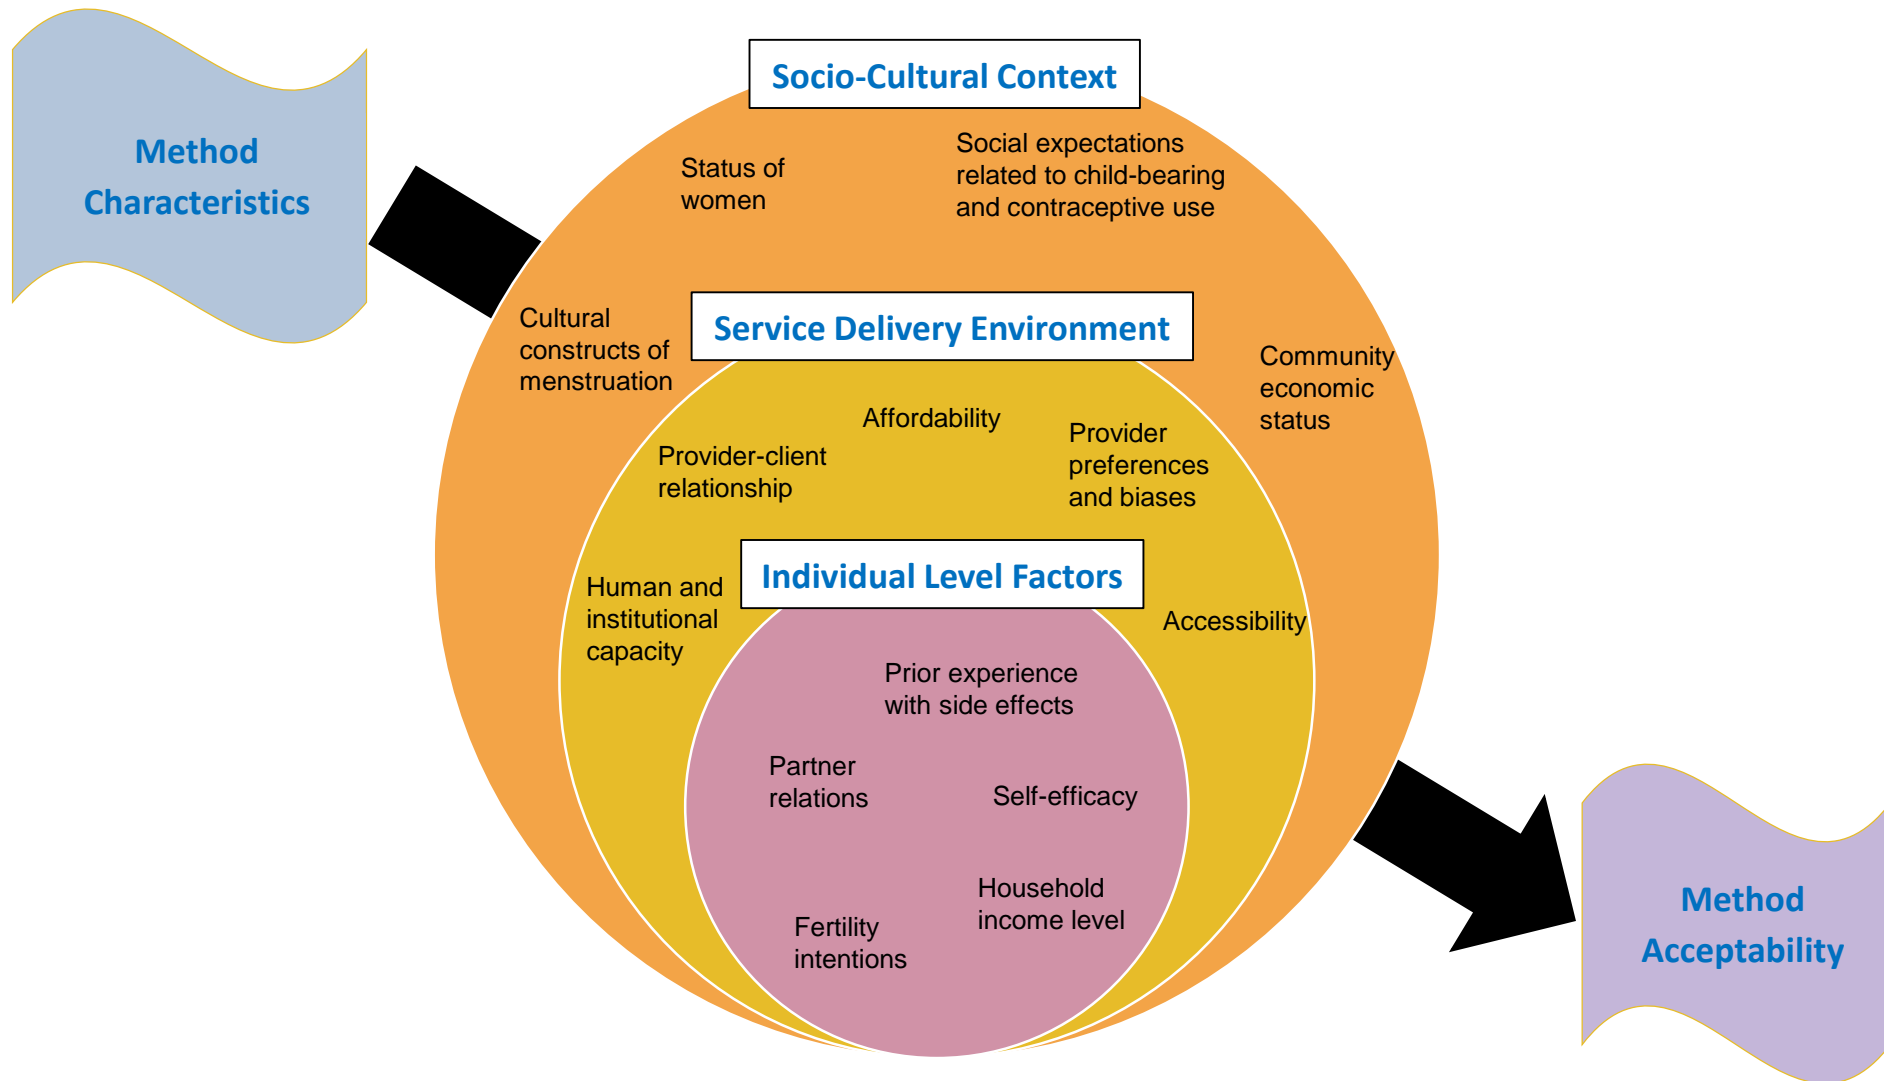 Socio-Cultural Context
Method
Characteristics
Status of
women
Social expectations
related to child-bearing
and contraceptive use
Cultural
constructs of
menstruation
Service Delivery Environment
Community
economic
status
Affordability
Provider-client
relationship
Provider
preferences
and biases
Individual Level Factors
Human and
institutional
capacity
Accessibility
Prior experience
with side effects
Partner
relations
Self-efficacy
Household
income level
Fertility
intentions
Method
Acceptability